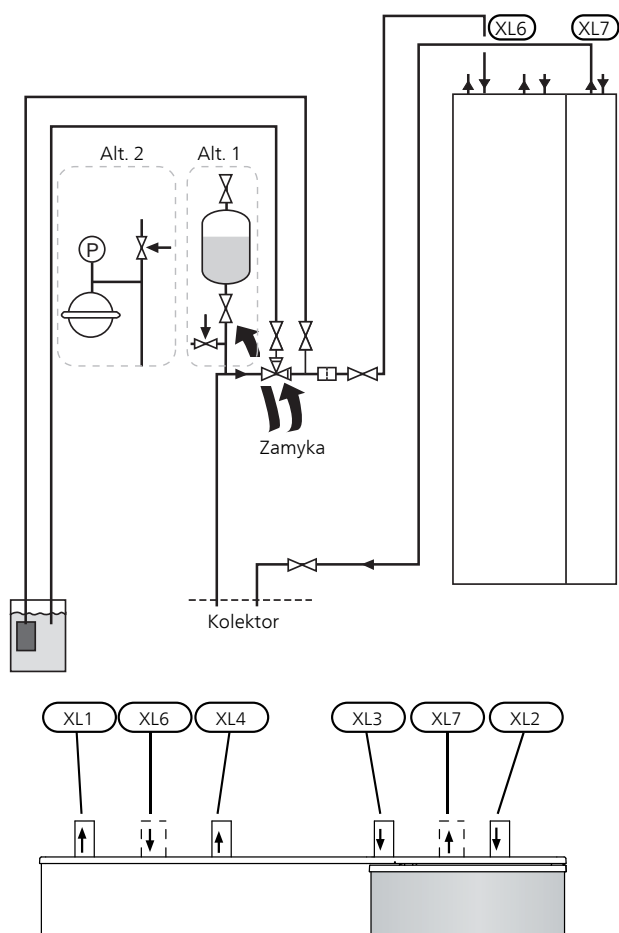 XL6 XL7
Alt. 2 Alt. 1
P
Zamyka
Kolektor
XL1 XL6 XL4 XL3 XL7 XL2